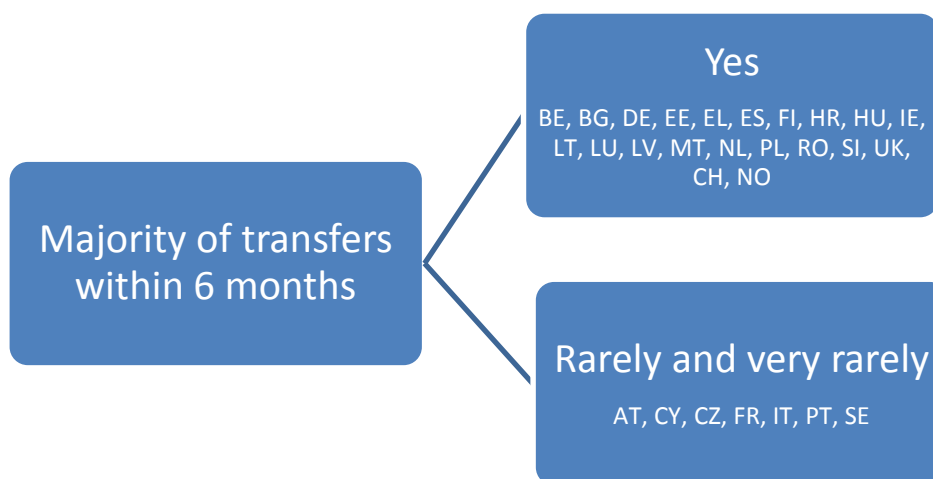 Majority of transfers
within 6 months
Yes
BE, BG, DE, EE, EL, ES, FI, HR, HU, IE,
LT, LU, LV, MT, NL, PL, RO, SI, UK,
CH, NO
Rarely and very rarely
AT, CY, CZ, FR, IT, PT, SE